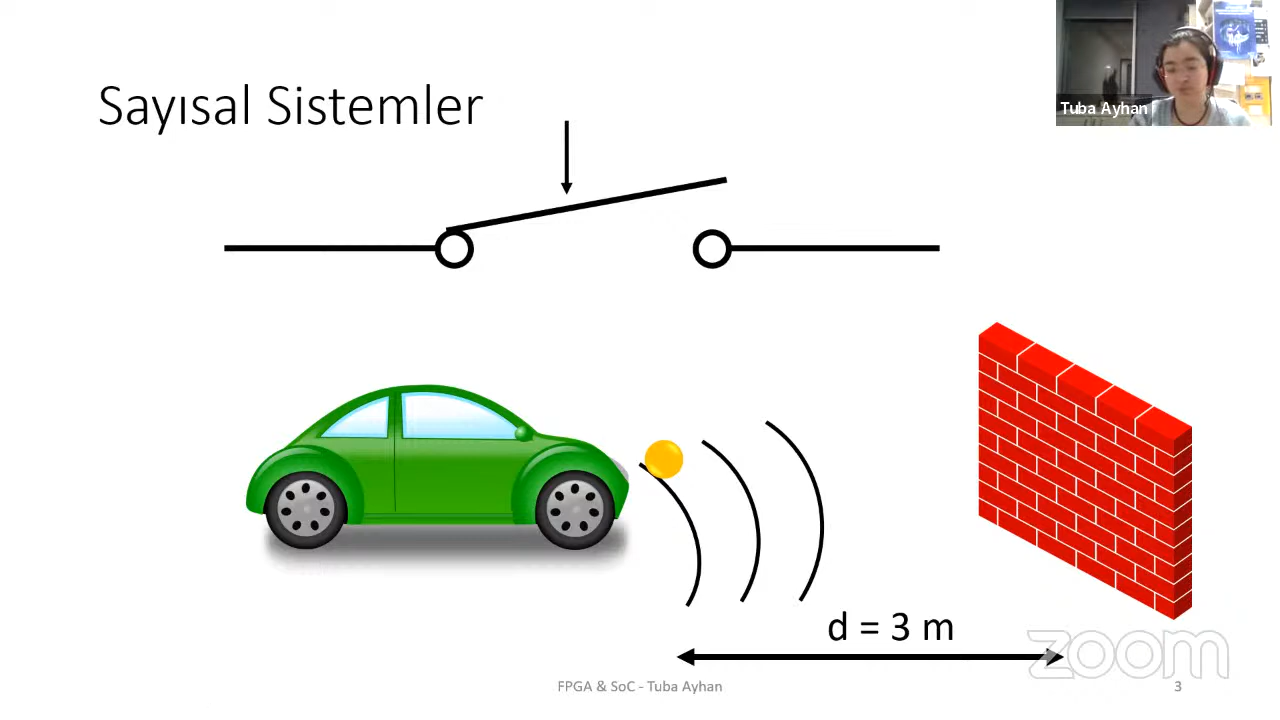 Sayısal Sistemler
Tuba Ayhan
d = 3 m
zoom
FPGA & SoC - Tuba Ayhan
3